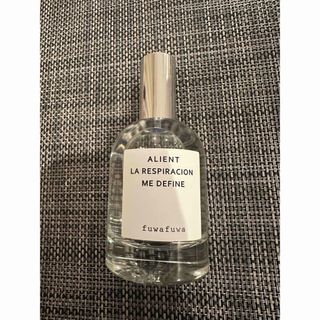 ALIENT
LA RESPIRACION
ME DEFINE
fuwafuwa